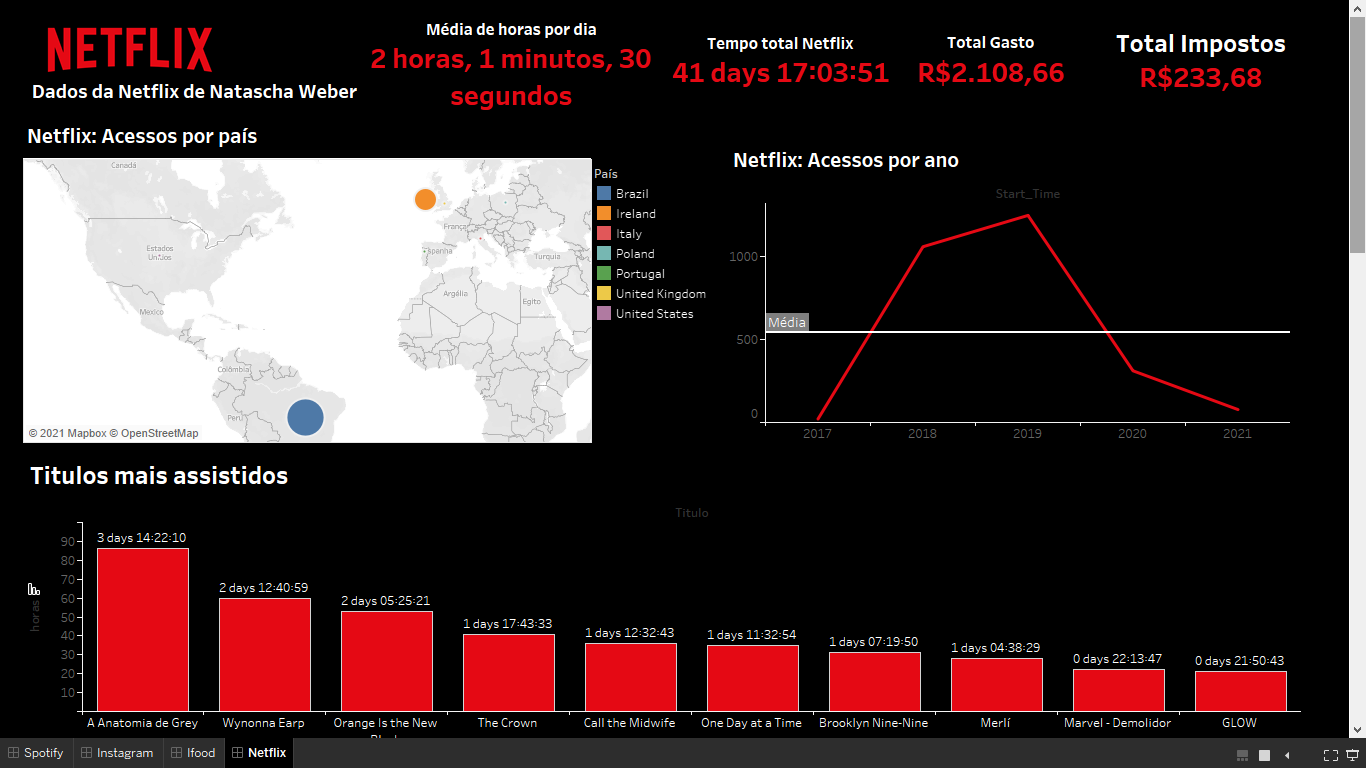 NETFLIX
Dados da Netflix de Natascha Weber
Média de horas por dia
2 horas, 1 minutos, 30
segundos
Tempo total Netflix
41 days 17:03:51
Total Gasto
R$2.108,66
Total Impostos
R$233,68
Netflix: Acessos por país
Canadá
Estados
Unidos
México
Colômbia
Peru
França
Espanha
Turquia
Argélia
Egito
© 2021 Mapbox © OpenStreetMap
País
Brazil
Ireland
Italy
Poland
Portugal
United Kingdom
United States
Netflix: Acessos por ano
Start_Time
1000
500
0
Média
2017
2018
2019
2020
2021
Titulos mais assistidos
Titulo
horas
90
80
70
60
50
40
30
20
10
3 days 14:22:10
2 days 12:40:59
2 days 05:25:21
1 days 17:43:33
1 days 12:32:43
1 days 11:32:54
1 days 07:19:50
1 days 04:38:29
0 days 22:13:47
0 days 21:50:43
A Anatomia de Grey
Wynonna Earp
Orange Is the New
The Crown
Call the Midwife
One Day at a Time
Brooklyn Nine-Nine
Merlí
Marvel - Demolidor
GLOW
Spotify
Instagram
Ifood
Netflix